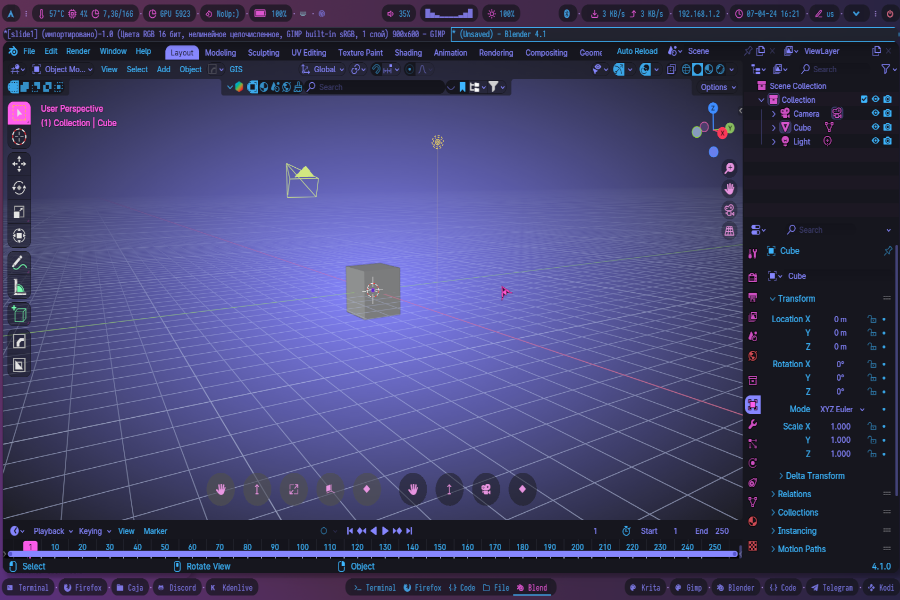 57°C 4% 7,3G/16G GPU 5923 NoUp:) 100% 35% 100% 3 KB/s 3 KB/s 192.168.1.2 07-04-24 16:21 us
*[slide1] (импортировано)-1.0 (Цвета RGB 16 бит, нелинейное целочисленное, GIMP built-in sRGB, 1 слой) 900x600 - GIMP * (Unsaved) - Blender 4.1
File Edit Render Window Help Layout Modeling Sculpting UV Editing Texture Paint Shading Animation Rendering Compositing Geome Auto Reload Scene ViewLayer
Object Mo... View Select Add Object GIS Global Search
Search Options
User Perspective
(1) Collection | Cube
X Y Z
Scene Collection
Collection
Camera
Cube
Light
Search
Cube
Cube
Transform
Location X 0 m
Y 0 m
Z 0 m
Rotation X 0°
Y 0°
Z 0°
Mode XYZ Euler
Scale X 1.000
Y 1.000
Z 1.000
Delta Transform
Relations
Collections
Instancing
Motion Paths
Playback Keying View Marker 1 Start 1 End 250
1 10 20 30 40 50 60 70 80 90 100 110 120 130 140 150 160 170 180 190 200 210 220 230 240 250
Select Rotate View Object 4.1.0
Terminal Firefox Caja Discord Kdenlive Terminal Firefox Code File Blend Krita Gimp Blender Code Telegram Kodi